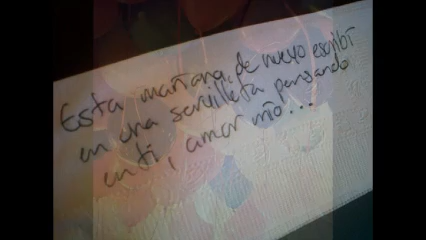 Esta mañana, de nuevo escribí
en una servilleta pensando
en ti, amor mío...